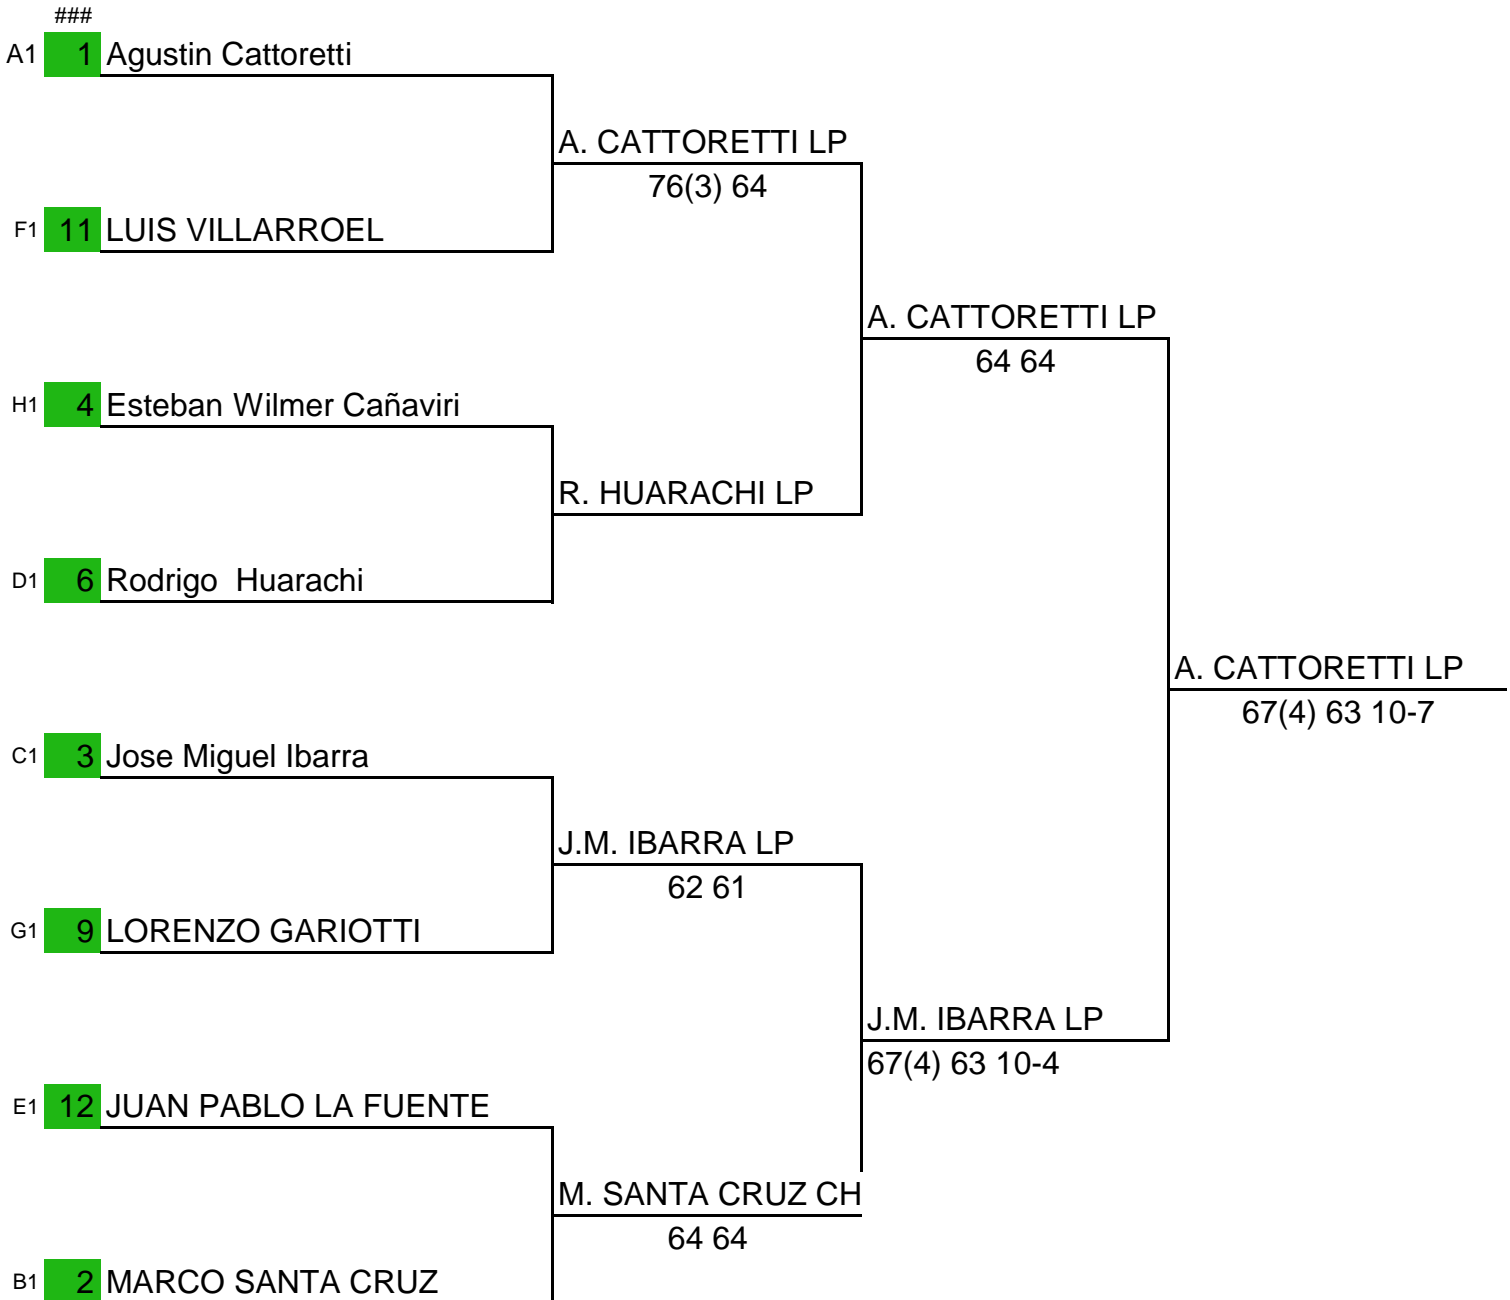 ###
A1 1 Agustin Cattoretti
A. CATTORETTI LP
76(3) 64
F1 11 LUIS VILLARROEL
A. CATTORETTI LP
64 64
H1 4 Esteban Wilmer Cañaviri
R. HUARACHI LP
D1 6 Rodrigo  Huarachi
A. CATTORETTI LP
67(4) 63 10-7
C1 3 Jose Miguel Ibarra
J.M. IBARRA LP
62 61
G1 9 LORENZO GARIOTTI
J.M. IBARRA LP
67(4) 63 10-4
E1 12 JUAN PABLO LA FUENTE
M. SANTA CRUZ CH
64 64
B1 2 MARCO SANTA CRUZ